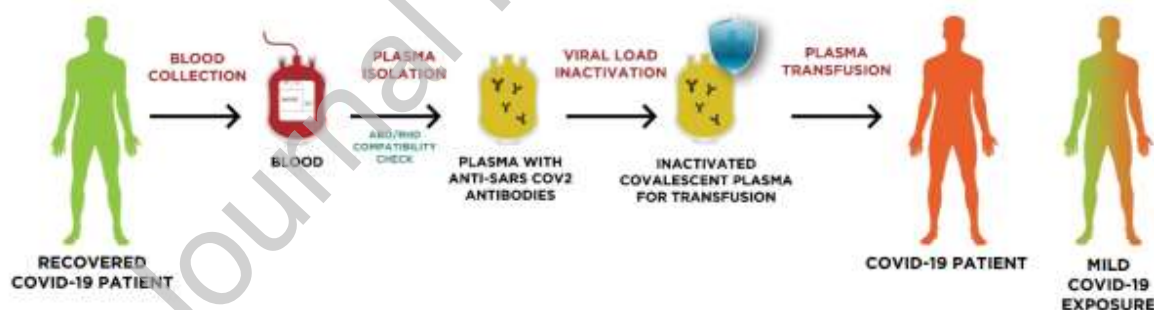 BLOOD
COLLECTION
PLASMA
ISOLATION
ABO/RHD
COMPATIBILITY
CHECK
VIRAL LOAD
INACTIVATION
PLASMA
TRANSFUSION
RECOVERED
COVID-19 PATIENT
BLOOD
PLASMA WITH
ANTI-SARS COV2
ANTIBODIES
INACTIVATED
COVALESCENT PLASMA
FOR TRANSFUSION
COVID-19 PATIENT
MILD
COVID-19
EXPOSURE
Journal